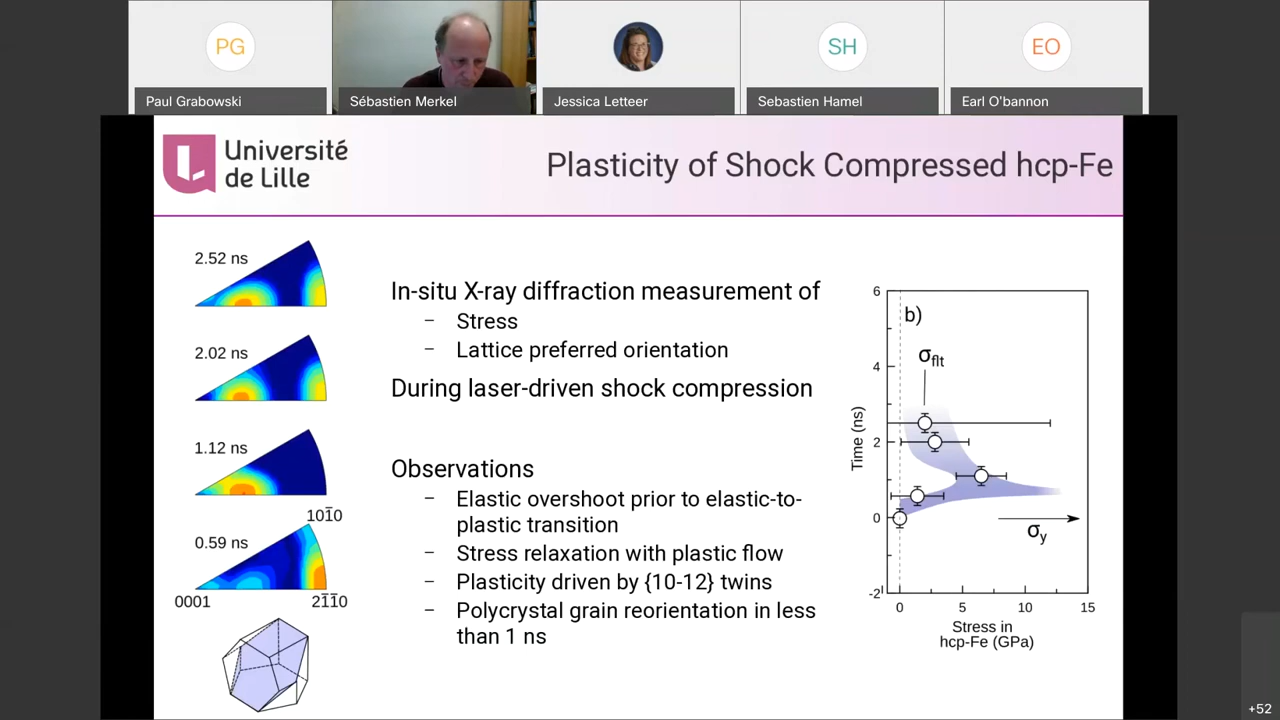 PG
SH
EO
Paul Grabowski
Sébastien Merkel
Jessica Letteer
Sebastien Hamel
Earl O'bannon
Université
de Lille
Plasticity of Shock Compressed hcp-Fe
2.52 ns
2.02 ns
1.12 ns
101̅0
0.59 ns
0001
21̅1̅0
In-situ X-ray diffraction measurement of
– Stress
– Lattice preferred orientation
During laser-driven shock compression
Observations
– Elastic overshoot prior to elastic-to-
plastic transition
– Stress relaxation with plastic flow
– Plasticity driven by {10-12} twins
– Polycrystal grain reorientation in less
than 1 ns
b)
σflt
σy
6
4
2
0
-2
Time (ns)
0 5 10 15
Stress in
hcp-Fe (GPa)
+52